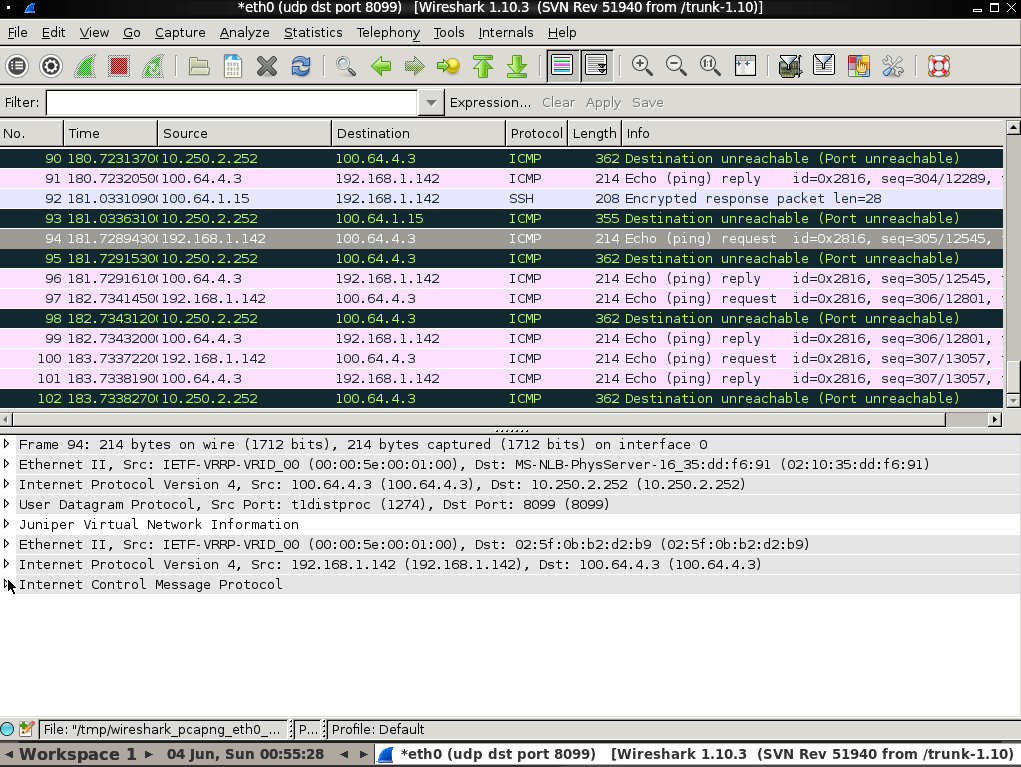 *eth0 (udp dst port 8099) [Wireshark 1.10.3 (SVN Rev 51940 from /trunk-1.10)]
File Edit View Go Capture Analyze Statistics Telephony Tools Internals Help
Filter: Expression... Clear Apply Save
No. Time Source Destination Protocol Length Info
90 180.72313700 10.250.2.252 100.64.4.3 ICMP 362 Destination unreachable (Port unreachable)
91 180.72320500 100.64.4.3 192.168.1.142 ICMP 214 Echo (ping) reply id=0x2816, seq=304/12289,
92 181.03310900 100.64.1.15 192.168.1.142 SSH 208 Encrypted response packet len=28
93 181.03363100 10.250.2.252 100.64.1.15 ICMP 355 Destination unreachable (Port unreachable)
94 181.72894300 192.168.1.142 100.64.4.3 ICMP 214 Echo (ping) request id=0x2816, seq=305/12545,
95 181.72915300 10.250.2.252 100.64.4.3 ICMP 362 Destination unreachable (Port unreachable)
96 181.72916100 100.64.4.3 192.168.1.142 ICMP 214 Echo (ping) reply id=0x2816, seq=305/12545,
97 182.73414500 192.168.1.142 100.64.4.3 ICMP 214 Echo (ping) request id=0x2816, seq=306/12801,
98 182.73431200 10.250.2.252 100.64.4.3 ICMP 362 Destination unreachable (Port unreachable)
99 182.73432000 100.64.4.3 192.168.1.142 ICMP 214 Echo (ping) reply id=0x2816, seq=306/12801,
100 183.73372200 192.168.1.142 100.64.4.3 ICMP 214 Echo (ping) request id=0x2816, seq=307/13057,
101 183.73381900 100.64.4.3 192.168.1.142 ICMP 214 Echo (ping) reply id=0x2816, seq=307/13057,
102 183.73382700 10.250.2.252 100.64.4.3 ICMP 362 Destination unreachable (Port unreachable)
Frame 94: 214 bytes on wire (1712 bits), 214 bytes captured (1712 bits) on interface 0
Ethernet II, Src: IETF-VRRP-VRID_00 (00:00:5e:00:01:00), Dst: MS-NLB-PhysServer-16_35:dd:f6:91 (02:10:35:dd:f6:91)
Internet Protocol Version 4, Src: 100.64.4.3 (100.64.4.3), Dst: 10.250.2.252 (10.250.2.252)
User Datagram Protocol, Src Port: t1distproc (1274), Dst Port: 8099 (8099)
Juniper Virtual Network Information
Ethernet II, Src: IETF-VRRP-VRID_00 (00:00:5e:00:01:00), Dst: 02:5f:0b:b2:d2:b9 (02:5f:0b:b2:d2:b9)
Internet Protocol Version 4, Src: 192.168.1.142 (192.168.1.142), Dst: 100.64.4.3 (100.64.4.3)
Internet Control Message Protocol
File: "/tmp/wireshark_pcapng_eth0_... P... Profile: Default
Workspace 1 04 Jun, Sun 00:55:28 *eth0 (udp dst port 8099) [Wireshark 1.10.3 (SVN Rev 51940 from /trunk-1.10)